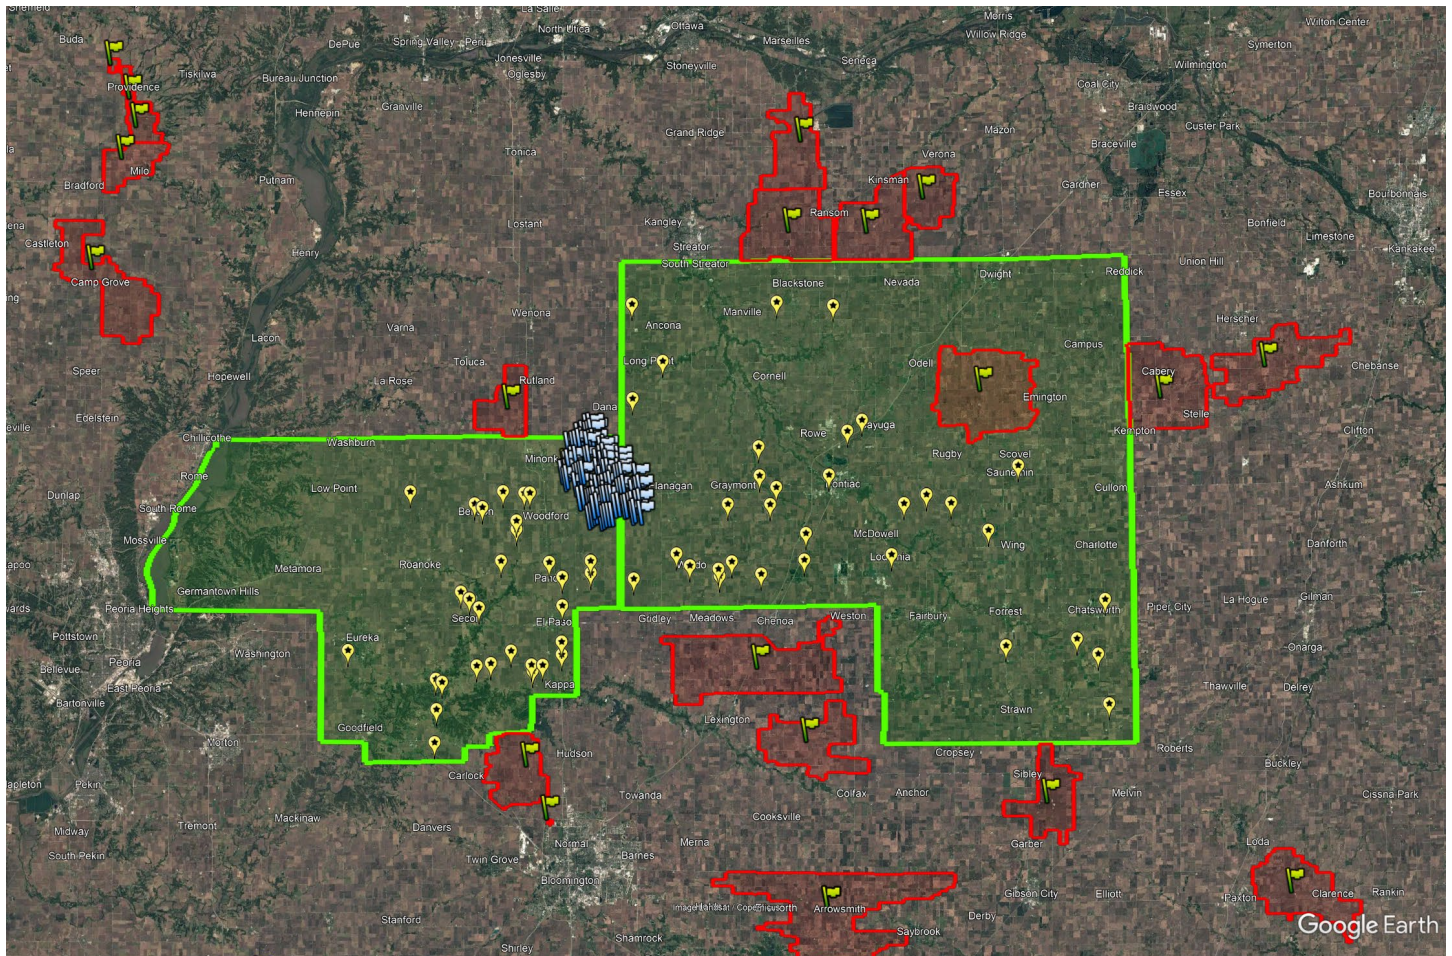 Buda
DePue
Spring Valley
Peru
La Salle
North Utica
Ottawa
Marseilles
Morris
Willow Ridge
Wilton Center
Symerton
Jonesville
Oglesby
Stoneyville
Seneca
Wilmington
Tiskilwa
Bureau Junction
Coal City
Providence
Granville
Braidwood
Hennepin
Grand Ridge
Mazon
Custer Park
Braceville
Tonica
Verona
Milo
Putnam
Kinsman
Gardner
Essex
Bourbonnais
Bradford
Lostant
Kangley
Ransom
Bonfield
Limestone
Castleton
Henry
Streator
Kankakee
South Streator
Union Hill
Dwight
Reddick
Camp Grove
Blackstone
Nevada
Wenona
Manville
Herscher
Varna
Ancona
Lacon
Campus
Toluca
Long Point
Odell
Chebanse
Speer
Hopewell
La Rose
Rutland
Cornell
Cabery
Emington
Edelstein
Dana
Stelle
Chillicothe
Washburn
Rowe
Cayuga
Kempton
Clifton
Rugby
Scovel
Minonk
Saunemin
Rome
Low Point
Flanagan
Graymont
Pontiac
Cullom
Ashkum
Dunlap
South Rome
Woodford
McDowell
Mossville
Wing
Charlotte
Danforth
Metamora
Roanoke
Germantown Hills
La Hogue
Gilman
Peoria Heights
Secor
El Paso
Gridley
Meadows
Chenoa
Weston
Fairbury
Forrest
Chatsworth
Piper City
Pottstown
Eureka
Washington
Onarga
Bellevue
Peoria
East Peoria
Kappa
Thawville
Delrey
Bartonville
Strawn
Goodfield
Lexington
Morton
Hudson
Cropsey
Roberts
Buckley
Carlock
Sibley
Pekin
Towanda
Colfax
Anchor
Melvin
Cissna Park
Mackinaw
Cooksville
Midway
Tremont
Danvers
Merna
Garber
Loda
Normal
South Pekin
Twin Grove
Barnes
Bloomington
Gibson City
Elliott
Paxton
Clarence
Rankin
Arrowsmith
Stanford
Derby
Saybrook
Shamrock
Shirley
Google Earth